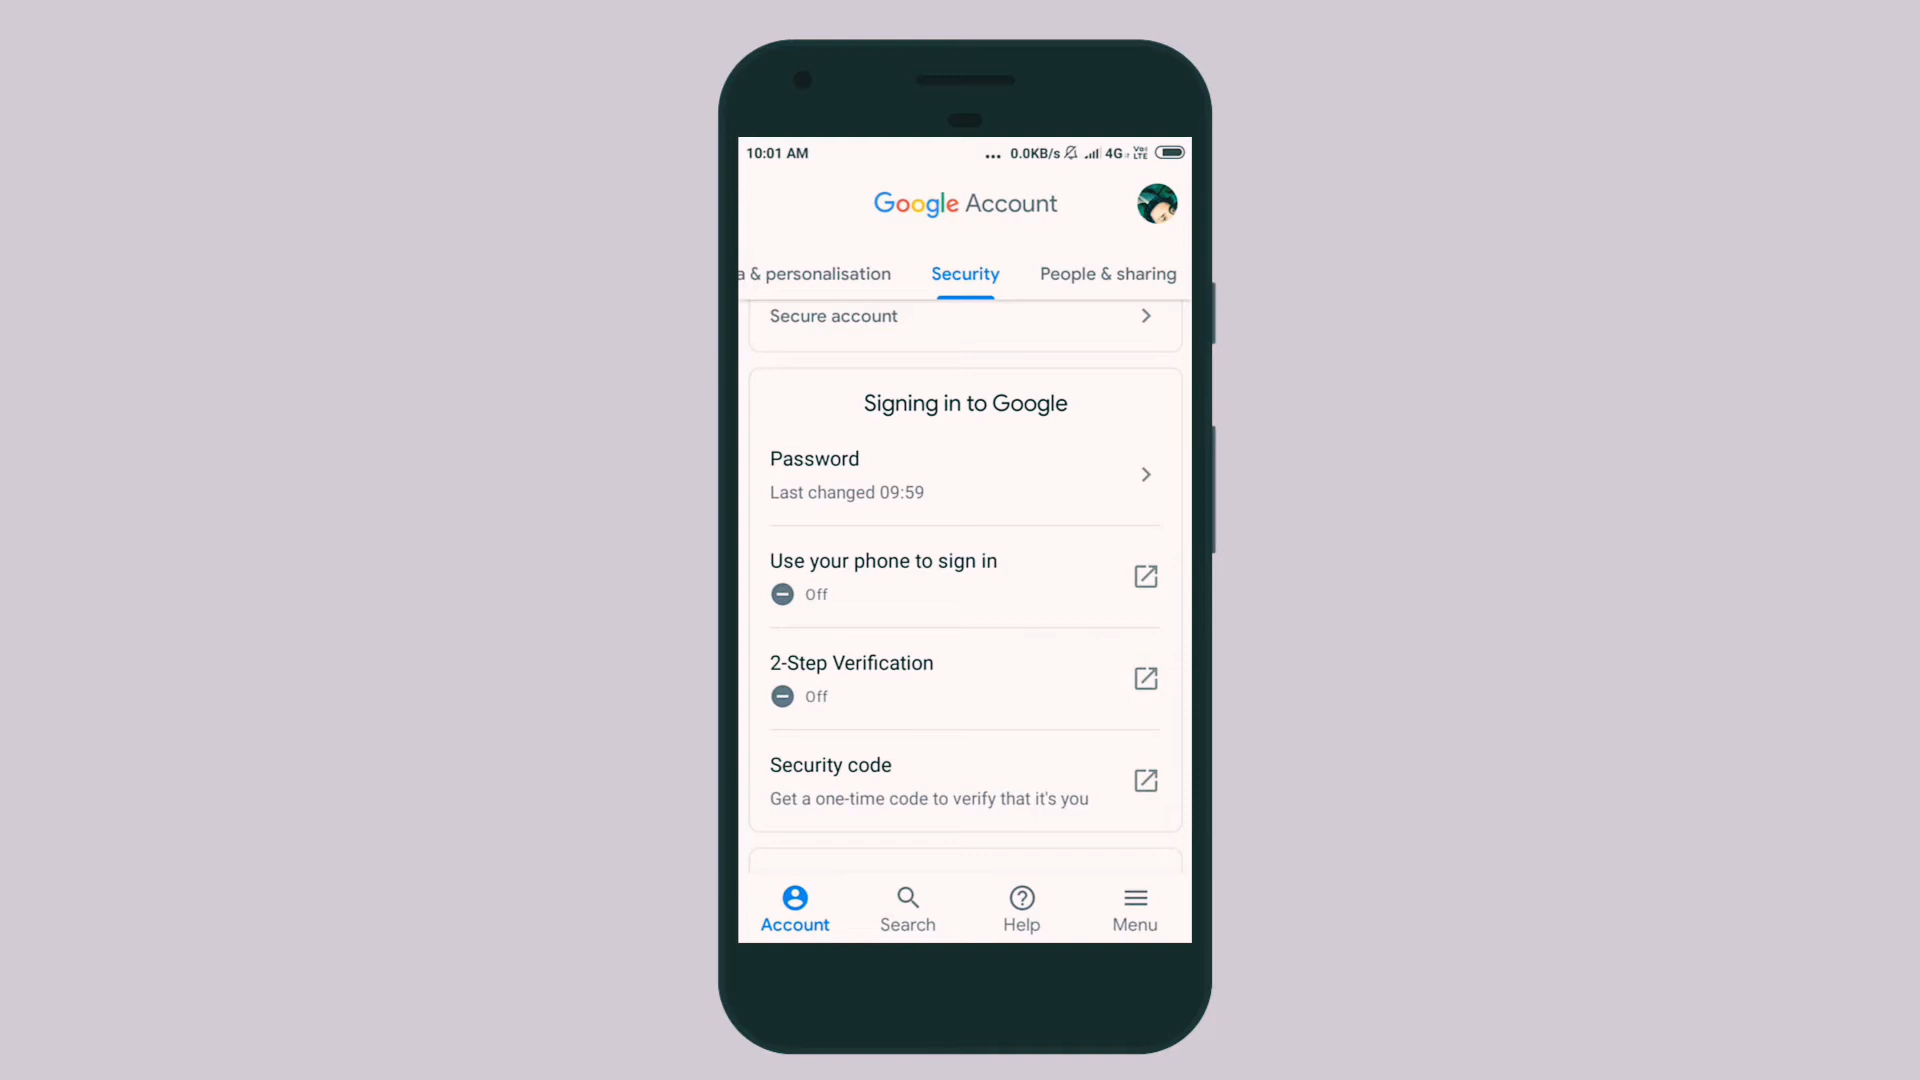 10:01 AM ... 0.0KB/s 4G Vo LTE
Google Account
a & personalisation Security People & sharing
Secure account
Signing in to Google
Password
Last changed 09:59
Use your phone to sign in
Off
2-Step Verification
Off
Security code
Get a one-time code to verify that it's you
Account Search Help Menu